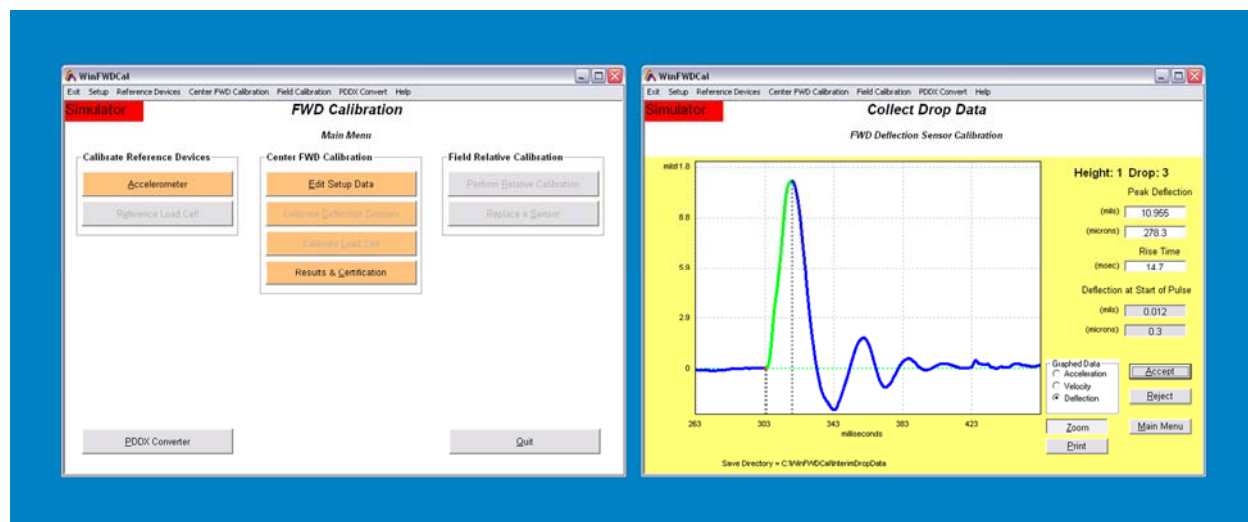 WinFWDCal
Exit Setup Reference Devices Center FWD Calibration Field Calibration PDDX Convert Help
Simulator
FWD Calibration
Main Menu
Calibrate Reference Devices
Accelerometer
Reference Load Cell
Center FWD Calibration
Edit Setup Data
Calibrate Deflection Sensors
Calibrate Load Cell
Results & Certification
Field Relative Calibration
Perform Relative Calibration
Replace a Sensor
PDDX Converter
Quit
WinFWDCal
Exit Setup Reference Devices Center FWD Calibration Field Calibration PDDX Convert Help
Simulator
Collect Drop Data
FWD Deflection Sensor Calibration
8.8
5.9
2.9
0
263 303 343 383 423
milliseconds
Height: 1 Drop: 3
Peak Deflection
(mils) 10.955
(microns) 278.3
Rise Time
(msec) 14.7
Deflection at Start of Pulse
(mils) 0.012
(microns) 0.3
Graphed Data
Acceleration
Velocity
Deflection
Accept
Reject
Zoom
Main Menu
Print
Save Directory = C:\WinFWDCal\InterimDropData